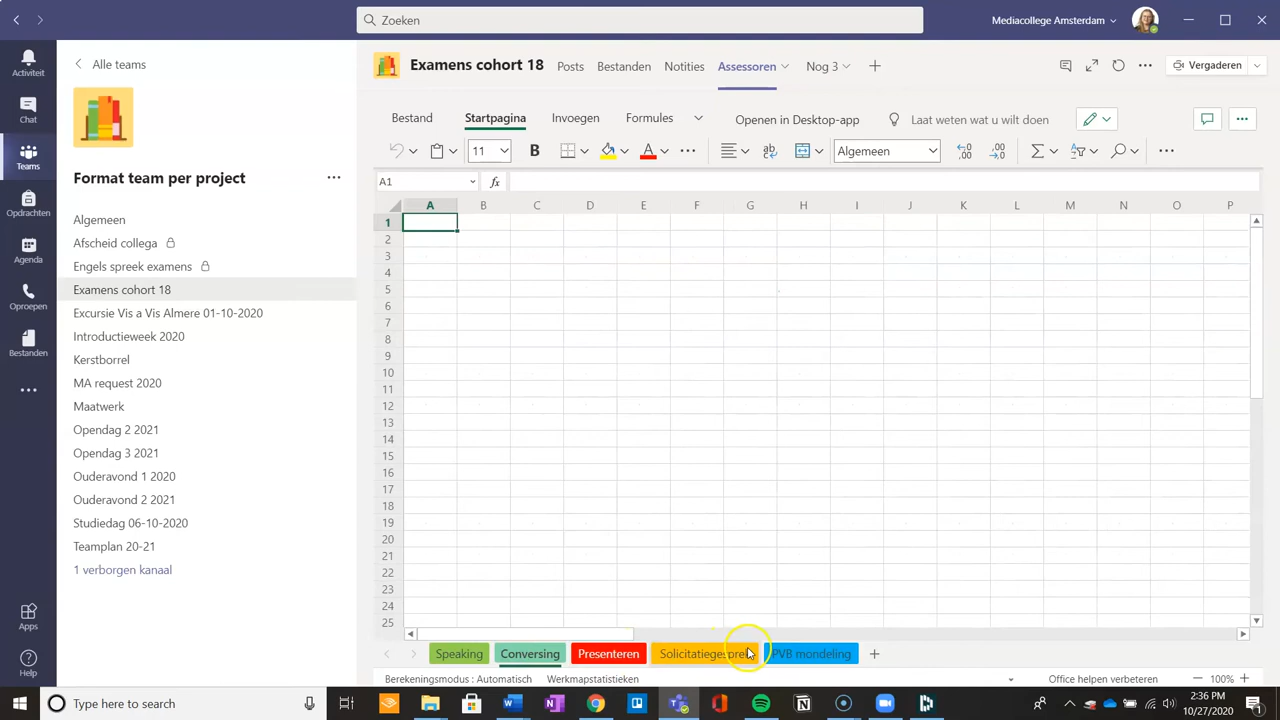 Zoeken
Mediacollege Amsterdam
Activiteit
Chat
Teams
Opdrachten
Agenda
Oproepen
Bestanden
Apps
Help
Alle teams
Format team per project
Algemeen
Afscheid collega
Engels spreek examens
Examens cohort 18
Excursie Vis a Vis Almere 01-10-2020
Introductieweek 2020
Kerstborrel
MA request 2020
Maatwerk
Opendag 2 2021
Opendag 3 2021
Ouderavond 1 2020
Ouderavond 2 2021
Studiedag 06-10-2020
Teamplan 20-21
1 verborgen kanaal
Examens cohort 18 Posts Bestanden Notities Assessoren Nog 3 Vergaderen
Bestand Startpagina Invoegen Formules Openen in Desktop-app Laat weten wat u wilt doen
11 B A Algemeen
A1 fx
A B C D E F G H I J K L M N O P
1
2
3
4
5
6
7
8
9
10
11
12
13
14
15
16
17
18
19
20
21
22
23
24
25
Speaking Conversing Presenteren Solicitatiegesprek PVB mondeling
Berekeningsmodus : Automatisch Werkmapstatistieken Office helpen verbeteren 100%
Type here to search
2:36 PM
10/27/2020